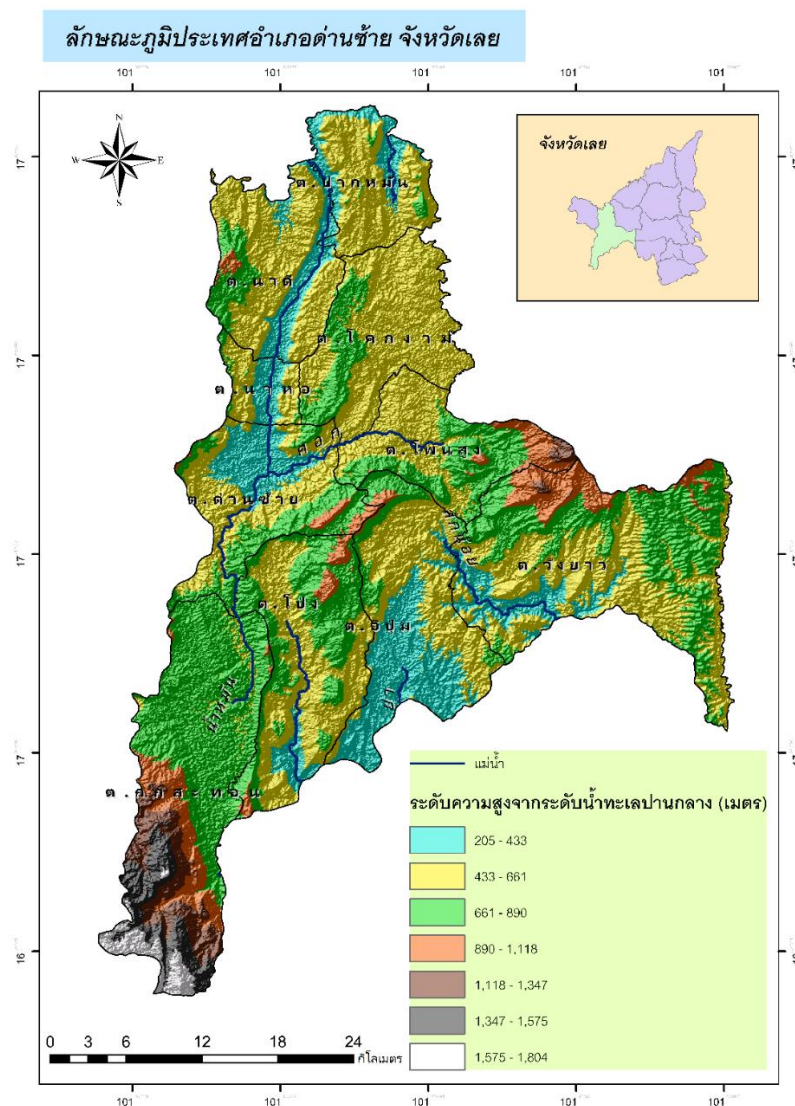 ลักษณะภูมิประเทศอำเภอด่านซ้าย จังหวัดเลย
101 101 101 101 101
N
W E
S
จังหวัดเลย
17
17
17
17
16
ต.ปากหมัน
ต.นาดี
ต.โคกงาม
ต.นาหอ
ศอก
ต.โพนสูง
ต.ด่านซ้าย
ต.วังยาว
ต.โป่ง
ต.อิปุ่ม
น้ำหมัน
ต.กกสะทอน
แม่น้ำ
ระดับความสูงจากระดับน้ำทะเลปานกลาง (เมตร)
205 - 433
433 - 661
661 - 890
890 - 1,118
1,118 - 1,347
1,347 - 1,575
1,575 - 1,804
0 3 6 12 18 24
กิโลเมตร
101 101 101 101 101